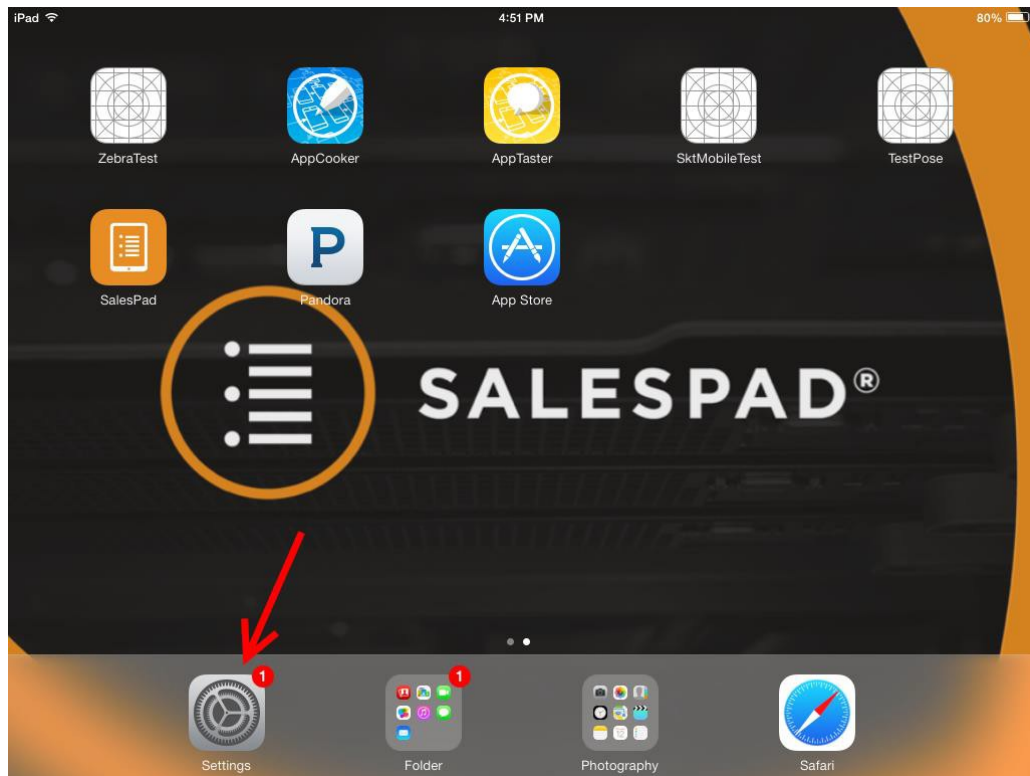 iPad 4:51 PM 80%
ZebraTest AppCooker AppTaster SktMobileTest TestPose
P
SalesPad Pandora App Store
SALESPAD®
1 1
Settings Folder Photography Safari